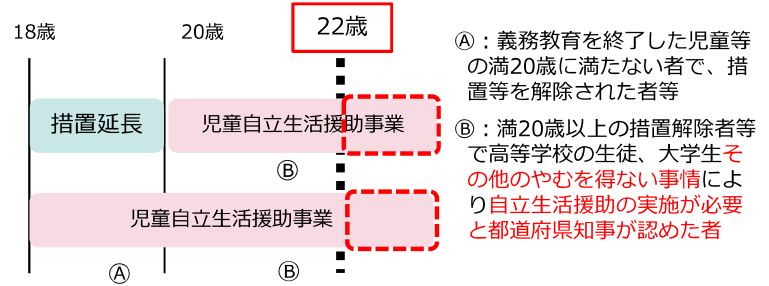 18歳
20歳
22歳
措置延長
児童自立生活援助事業
Ⓑ
児童自立生活援助事業
Ⓐ
Ⓑ
Ⓐ：義務教育を終了した児童等
の満20歳に満たない者で、措
置等を解除された者等
Ⓑ：満20歳以上の措置解除者等
で高等学校の生徒、大学生そ
の他のやむを得ない事情によ
り自立生活援助の実施が必要
と都道府県知事が認めた者